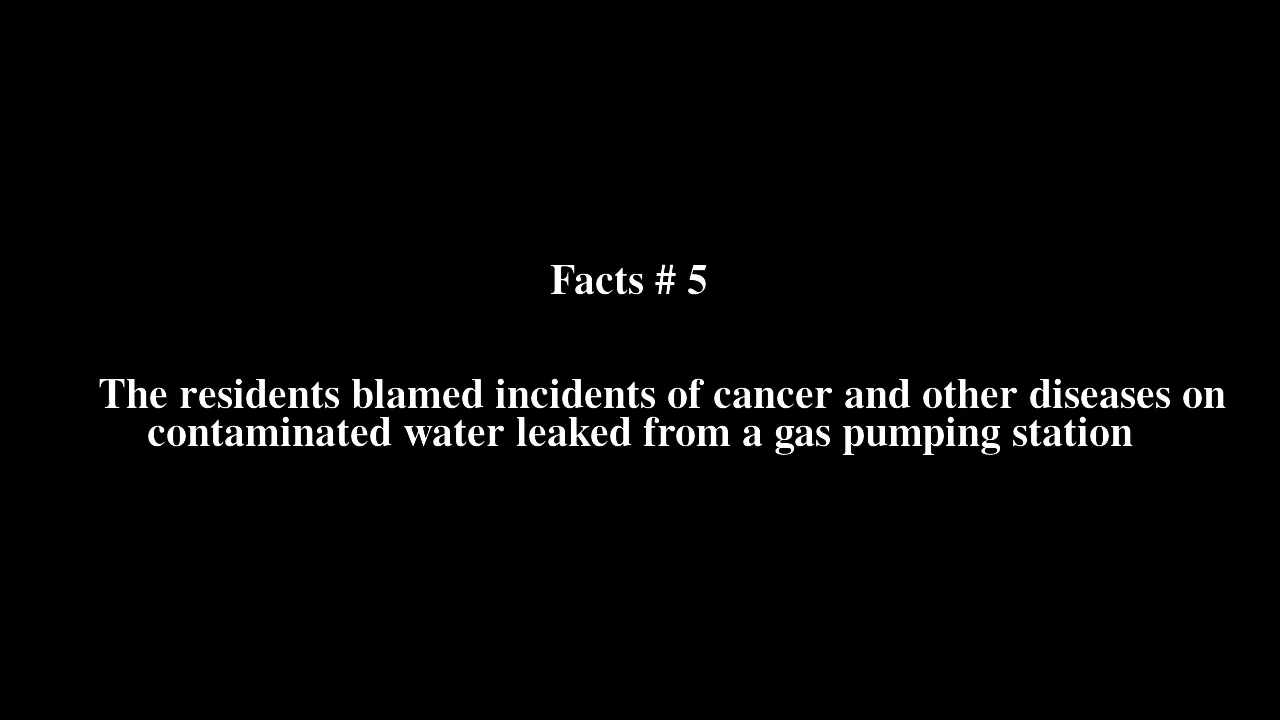 Facts # 5
The residents blamed incidents of cancer and other diseases on
contaminated water leaked from a gas pumping station